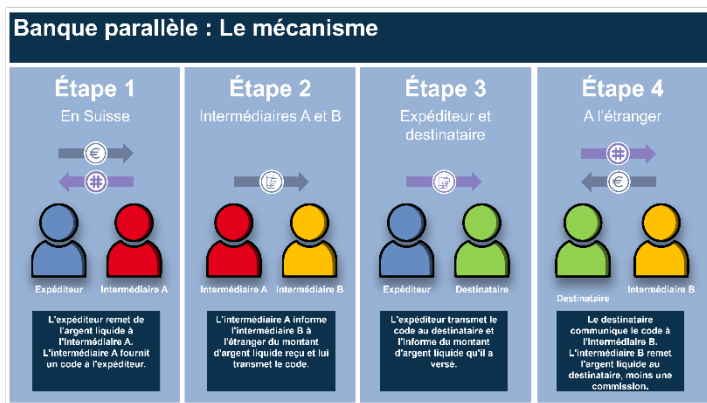 Banque parallèle : Le mécanisme
Étape 1
En Suisse
€
#
Expéditeur
Intermédiaire A
L'expéditeur remet de
l'argent liquide à
l'intermédiaire A.
L'intermédiaire A fournit
un code à l'expéditeur.
Étape 2
Intermédiaires A et B
Intermédiaire A
Intermédiaire B
L'intermédiaire A informe
l'intermédiaire B à
l'étranger du montant
d'argent liquide reçu et lui
transmet le code.
Étape 3
Expéditeur et
destinataire
Expéditeur
Destinataire
L'expéditeur transmet le
code au destinataire et
l'informe du montant
d'argent liquide qu'il a
versé.
Étape 4
A l'étranger
#
€
Destinataire
Intermédiaire B
Le destinataire
communique le code à
l'intermédiaire B.
L'intermédiaire B remet
l'argent liquide au
destinataire, moins une
commission.